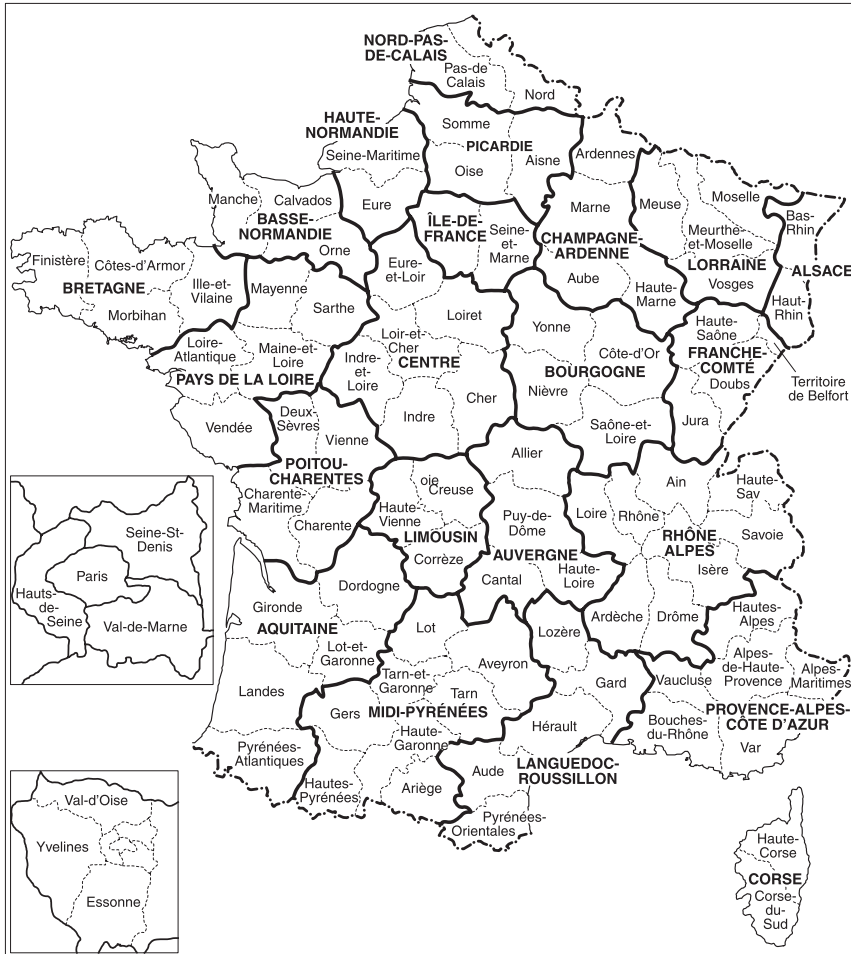 NORD-PAS-
DE-CALAIS
Pas-de
Calais
Nord
HAUTE-
NORMANDIE
Seine-Maritime
Eure
Somme
PICARDIE
Oise
Aisne
Ardennes
Marne
CHAMPAGNE-
ARDENNE
Aube
Haute-
Marne
Meuse
Moselle
Meurthe-
et-Moselle
LORRAINE
Vosges
Bas-
Rhin
ALSACE
Haut-
Rhin
Manche
Calvados
BASSE-
NORMANDIE
Orne
ÎLE-DE-
FRANCE
Seine-
et-
Marne
Finistère
Côtes-d'Armor
BRETAGNE
Ille-et-
Vilaine
Morbihan
Mayenne
Sarthe
Loire-
Atlantique
Maine-et-
Loire
PAYS DE LA LOIRE
Vendée
Eure-
et-Loir
Loiret
Loir-et-
Cher
CENTRE
Indre-
et-
Loire
Cher
Indre
Yonne
Côte-d'Or
BOURGOGNE
Nièvre
Saône-et-
Loire
Haute-
Saône
FRANCHE-
COMTÉ
Doubs
Jura
Territoire
de Belfort
Deux-
Sèvres
Vienne
POITOU-
CHARENTES
Charente-
Maritime
Charente
oie
Creuse
Haute-
Vienne
LIMOUSIN
Corrèze
Allier
Puy-de-
Dôme
AUVERGNE
Cantal
Haute-
Loire
Ain
Haute-
Sav
Loire
Rhône
RHÔNE
ALPES
Savoie
Isère
Ardèche
Drôme
Seine-St-
Denis
Paris
Hauts-
de-
Seine
Val-de-Marne
Gironde
Dordogne
AQUITAINE
Lot-et-
Garonne
Landes
Pyrénées-
Atlantiques
Lot
Aveyron
Tarn-et-
Garonne
Tarn
Gers
MIDI-PYRÉNÉES
Haute-
Garonne
Hautes-
Pyrénées
Ariège
Lozère
Gard
Hérault
LANGUEDOC-
ROUSSILLON
Aude
Pyrénées-
Orientales
Hautes-
Alpes
Alpes-
de-Haute-
Provence
Alpes-
Maritimes
Vaucluse
PROVENCE-ALPES-
CÔTE D'AZUR
Bouches-
du-Rhône
Var
Val-d'Oise
Yvelines
Essonne
Haute-
Corse
CORSE
Corse-
du-
Sud